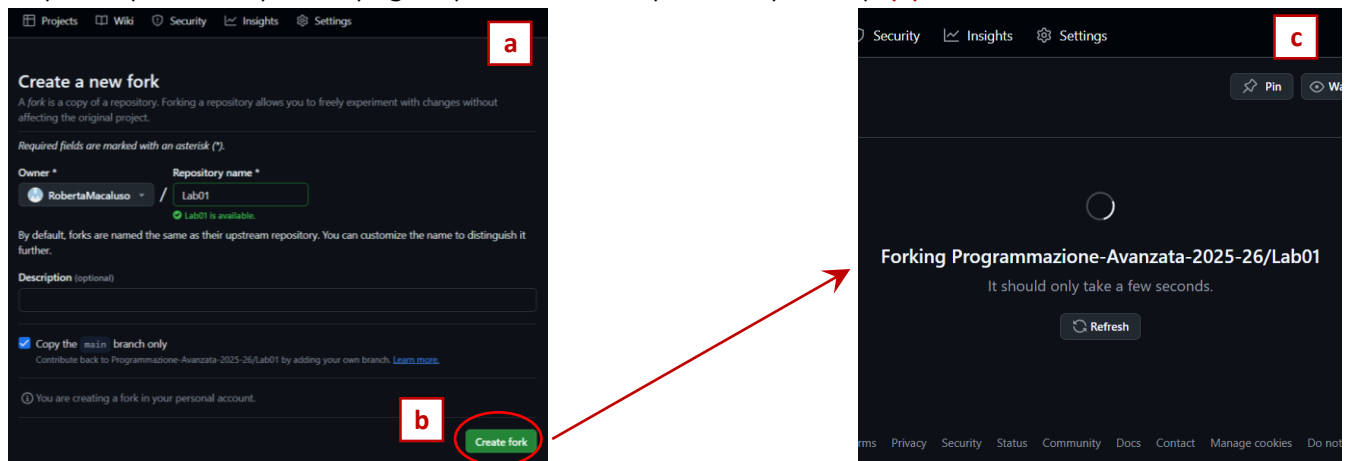 Projects Wiki Security Insights Settings
a
Create a new fork
A fork is a copy of a repository. Forking a repository allows you to freely experiment with changes without
affecting the original project.
Required fields are marked with an asterisk (*).
Owner * Repository name *
RobertaMacaluso / Lab01
Lab01 is available.
By default, forks are named the same as their upstream repository. You can customize the name to distinguish it
further.
Description (optional)
Copy the main branch only
Contribute back to Programmazione-Avanzata-2025-26/Lab01 by adding your own branch. Learn more.
You are creating a fork in your personal account.
b
Create fork
Security Insights Settings
c
Pin
Forking Programmazione-Avanzata-2025-26/Lab01
It should only take a few seconds.
Refresh
Privacy Security Status Community Docs Contact Manage cookies Do not